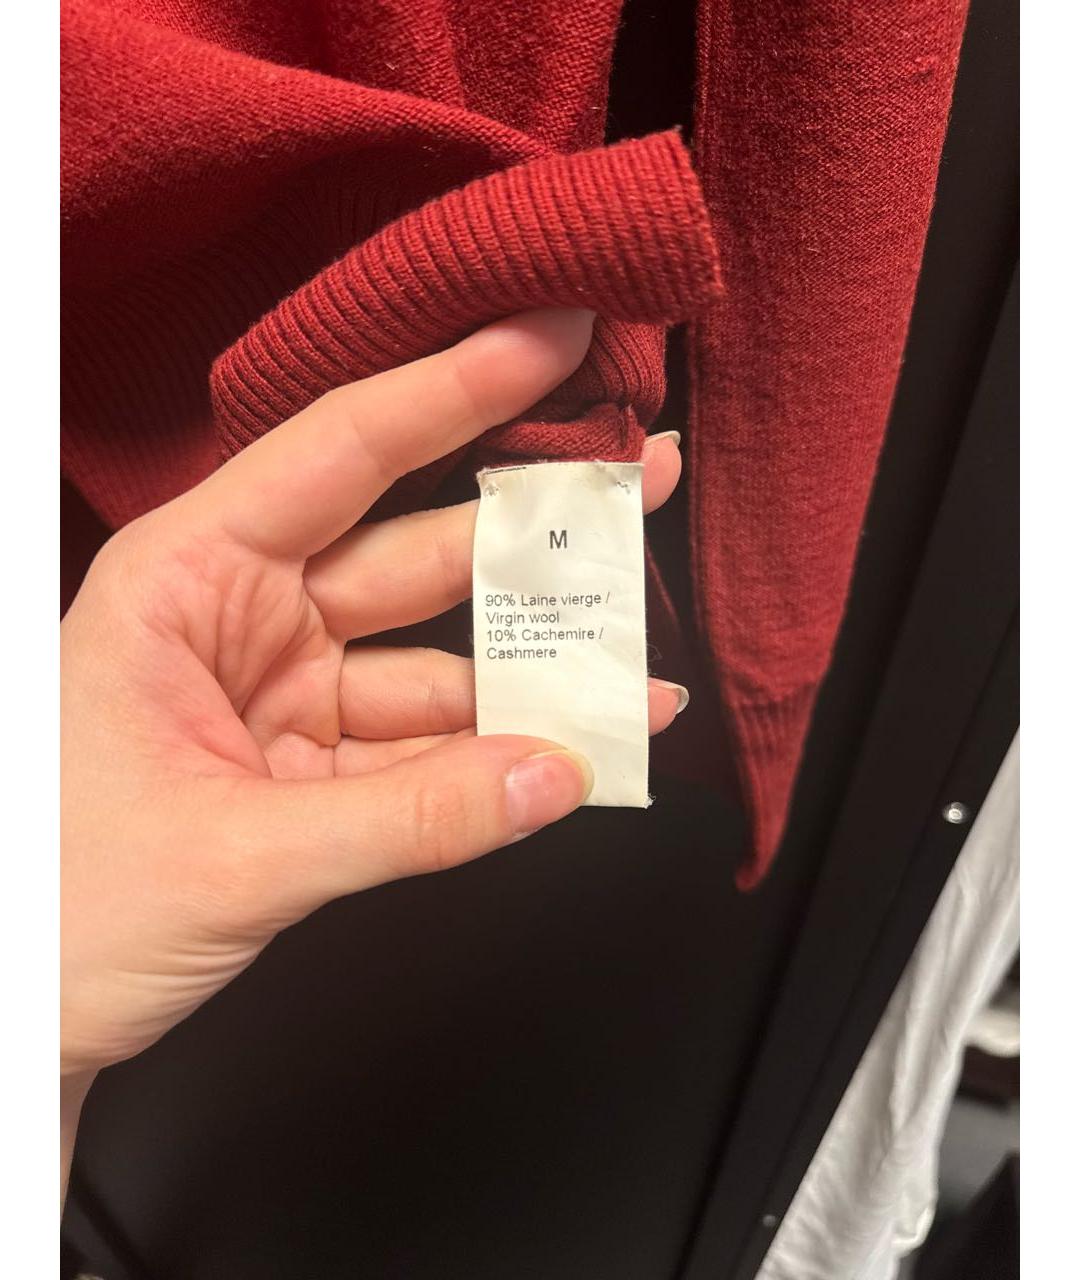 M
90% Laine vierge /
Virgin wool
10% Cachemire /
Cashmere